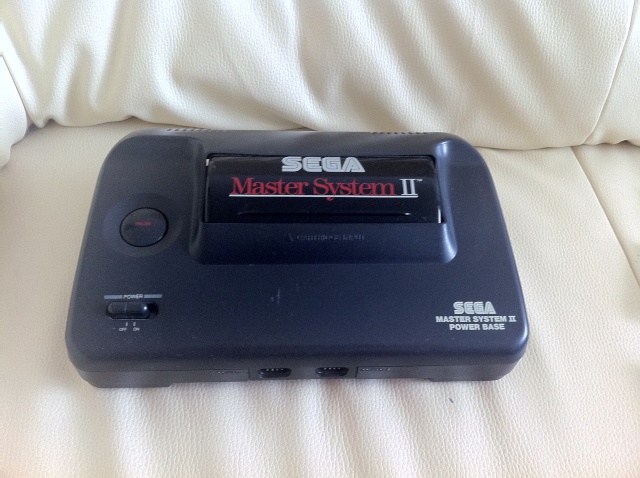 SEGA
Master System II
POWER
OFF ON
SEGA
MASTER SYSTEM II
POWER BASE